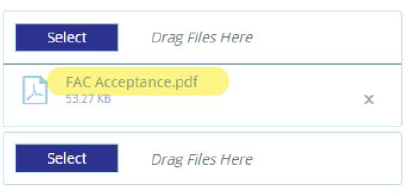 Select Drag Files Here
FAC Acceptance.pdf
53.27 KB ×
Select Drag Files Here